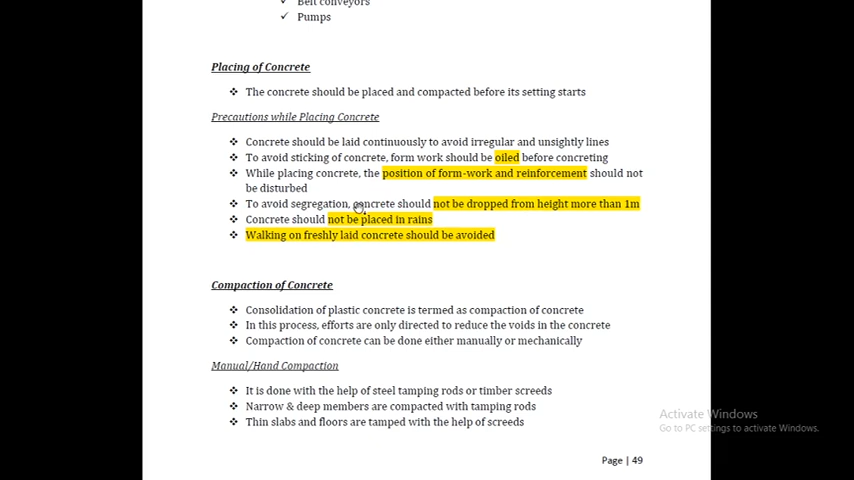 Belt conveyors
✓ Pumps
Placing of Concrete
❖ The concrete should be placed and compacted before its setting starts
Precautions while Placing Concrete
❖ Concrete should be laid continuously to avoid irregular and unsightly lines
❖ To avoid sticking of concrete, form work should be oiled before concreting
❖ While placing concrete, the position of form-work and reinforcement should not
be disturbed
❖ To avoid segregation, concrete should not be dropped from height more than 1m
❖ Concrete should not be placed in rains
❖ Walking on freshly laid concrete should be avoided
Compaction of Concrete
❖ Consolidation of plastic concrete is termed as compaction of concrete
❖ In this process, efforts are only directed to reduce the voids in the concrete
❖ Compaction of concrete can be done either manually or mechanically
Manual/Hand Compaction
❖ It is done with the help of steel tamping rods or timber screeds
❖ Narrow & deep members are compacted with tamping rods
❖ Thin slabs and floors are tamped with the help of screeds
Activate Windows
Go to PC settings to activate Windows.
Page | 49